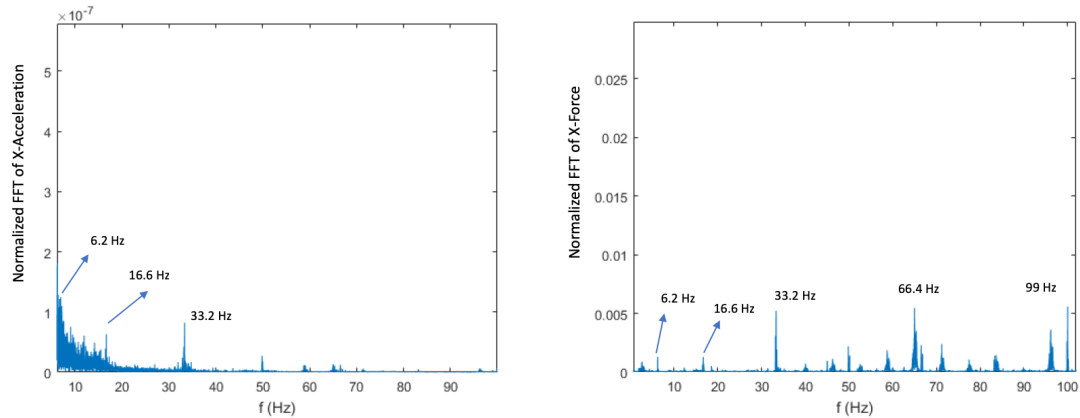 ×10⁻⁷
5
4
3
2
1
0
10 20 30 40 50 60 70 80 90
f (Hz)
Normalized FFT of X-Acceleration
6.2 Hz
16.6 Hz
33.2 Hz
0.025
0.02
0.015
0.01
0.005
0
10 20 30 40 50 60 70 80 90 100
f (Hz)
Normalized FFT of X-Force
6.2 Hz
16.6 Hz
33.2 Hz
66.4 Hz
99 Hz